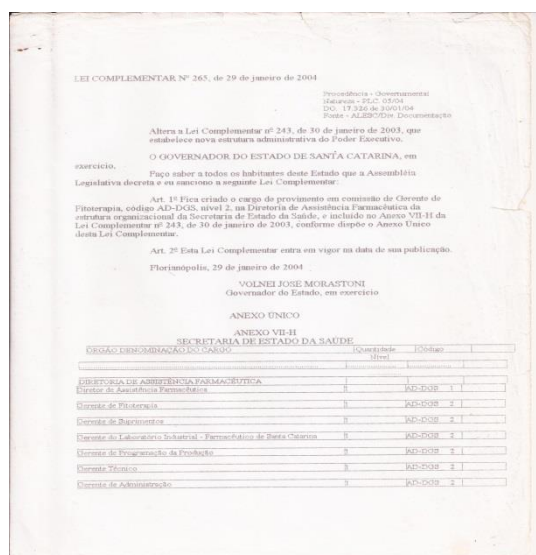 LEI COMPLEMENTAR Nº 265, de 29 de janeiro de 2004
Procedência - Governamental
Natureza - PLC. 03/04
DO. 17.326 de 30/01/04
Fonte - ALESC/Div. Documentação
Altera a Lei Complementar nº 243, de 30 de janeiro de 2003, que
estabelece nova estrutura administrativa do Poder Executivo.
O GOVERNADOR DO ESTADO DE SANTA CATARINA, em
exercício,
Faço saber a todos os habitantes deste Estado que a Assembléia
Legislativa decreta e eu sanciono a seguinte Lei Complementar:
Art. 1º Fica criado o cargo de provimento em comissão de Gerente de
Fitoterapia, código AD-DGS, nível 2, na Diretoria de Assistência Farmacêutica da
estrutura organizacional da Secretaria de Estado da Saúde, e incluído no Anexo VII-H da
Lei Complementar nº 243, de 30 de janeiro de 2003, conforme dispõe o Anexo Único
desta Lei Complementar.
Art. 2º Esta Lei Complementar entra em vigor na data de sua publicação.
Florianópolis, 29 de janeiro de 2004
VOLNEI JOSÉ MORASTONI
Governador do Estado, em exercício
ANEXO ÚNICO
ANEXO VII-H
SECRETARIA DE ESTADO DA SAÚDE
ÓRGÃO DENOMINAÇÃO DO CARGO Quantidade Código
Nível
DIRETORIA DE ASSISTÊNCIA FARMACÊUTICA
Diretor de Assistência Farmacêutica AD-DGS 1
Gerente de Fitoterapia AD-DGS 2
Gerente de Suprimentos AD-DGS 2
Gerente do Laboratório Industrial - Farmacêutico de Santa Catarina AD-DGS 2
Gerente de Programação da Produção AD-DGS 2
Gerente Técnico AD-DGS 2
Gerente de Administração AD-DGS 2